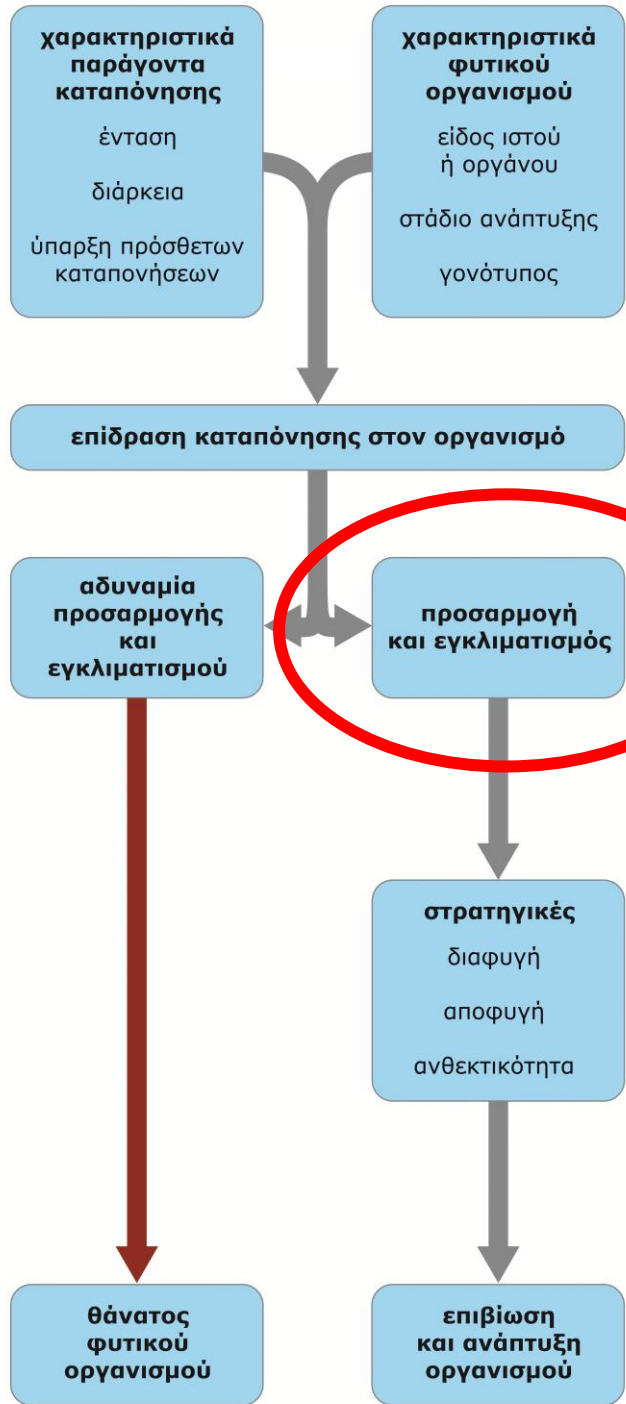 χαρακτηριστικά
παράγοντα
καταπόνησης
ένταση
διάρκεια
ύπαρξη πρόσθετων
καταπονήσεων
χαρακτηριστικά
φυτικού
οργανισμού
είδος ιστού
ή οργάνου
στάδιο ανάπτυξης
γονότυπος
επίδραση καταπόνησης στον οργανισμό
αδυναμία
προσαρμογής
και
εγκλιματισμού
προσαρμογή
και εγκλιματισμός
στρατηγικές
διαφυγή
αποφυγή
ανθεκτικότητα
θάνατος
φυτικού
οργανισμού
επιβίωση
και ανάπτυξη
οργανισμού